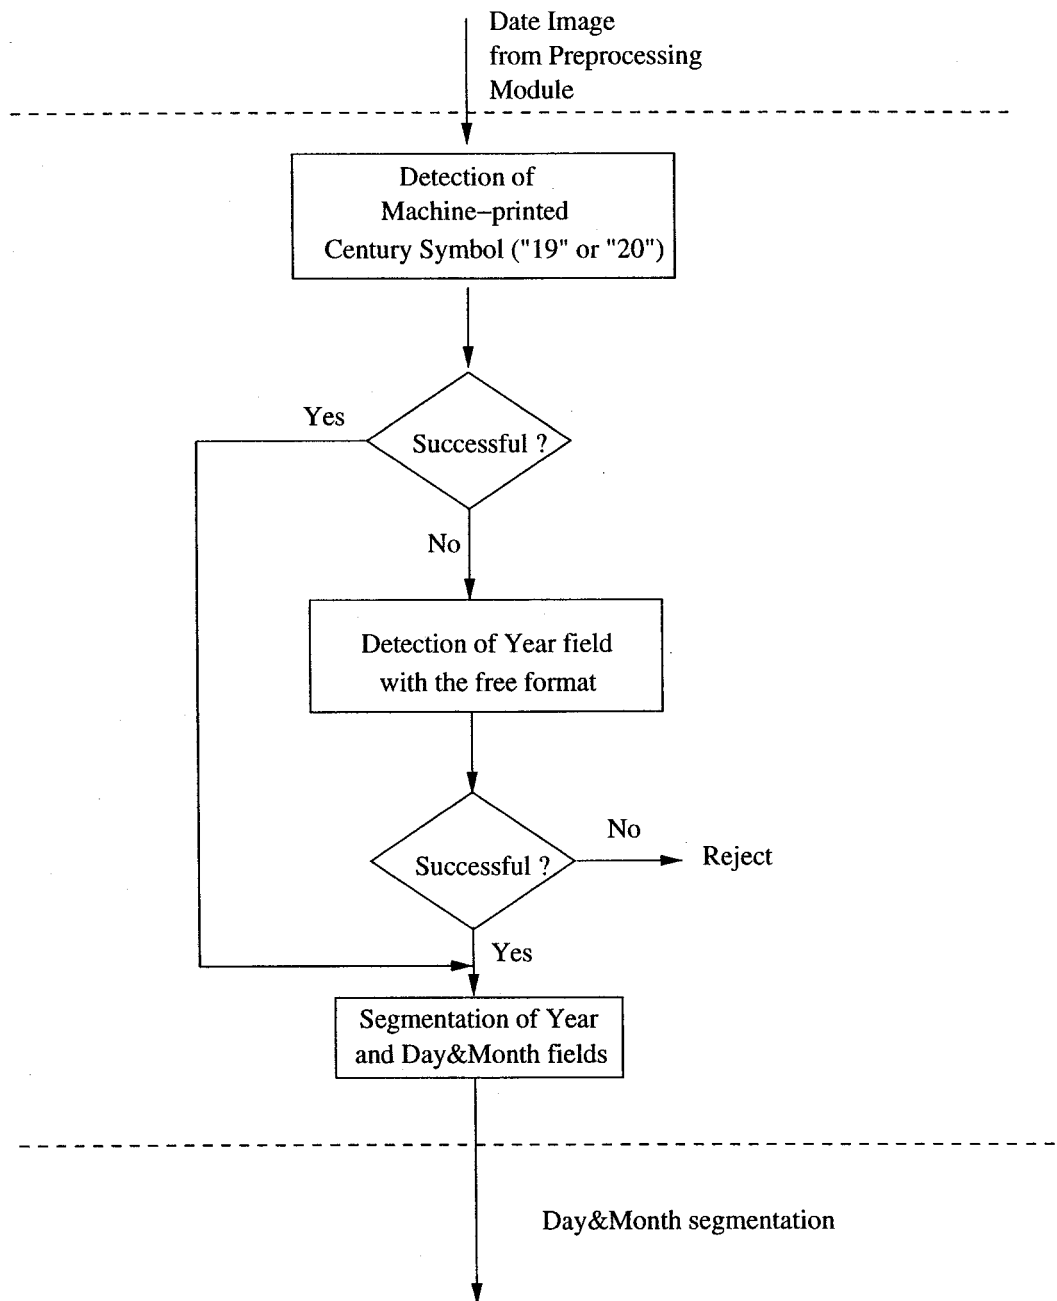 Date Image
from Preprocessing
Module
Detection of
Machine–printed
Century Symbol ("19" or "20")
Yes
Successful ?
No
Detection of Year field
with the free format
No
Successful ?
Reject
Yes
Segmentation of Year
and Day&Month fields
Day&Month segmentation